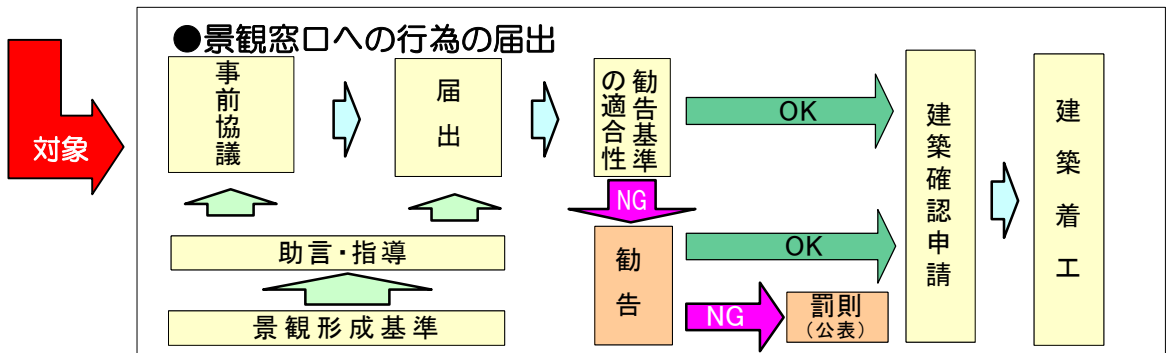 ●景観窓口への行為の届出
対象
事前協議
届出
勧告基準
の適合性
OK
NG
勧告
OK
NG
罰則
（公表）
建築確認申請
建築着工
助言・指導
景観形成基準